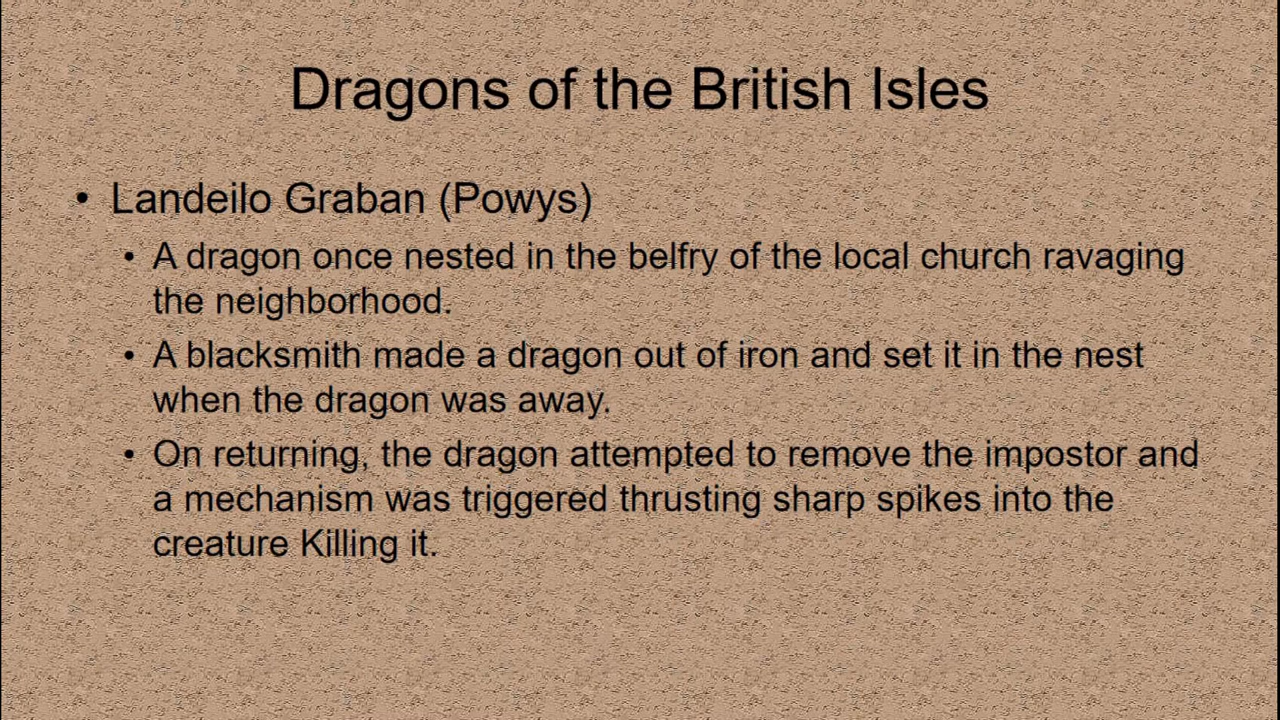 Dragons of the British Isles
• Landeilo Graban (Powys)
• A dragon once nested in the belfry of the local church ravaging
the neighborhood.
• A blacksmith made a dragon out of iron and set it in the nest
when the dragon was away.
• On returning, the dragon attempted to remove the impostor and
a mechanism was triggered thrusting sharp spikes into the
creature Killing it.